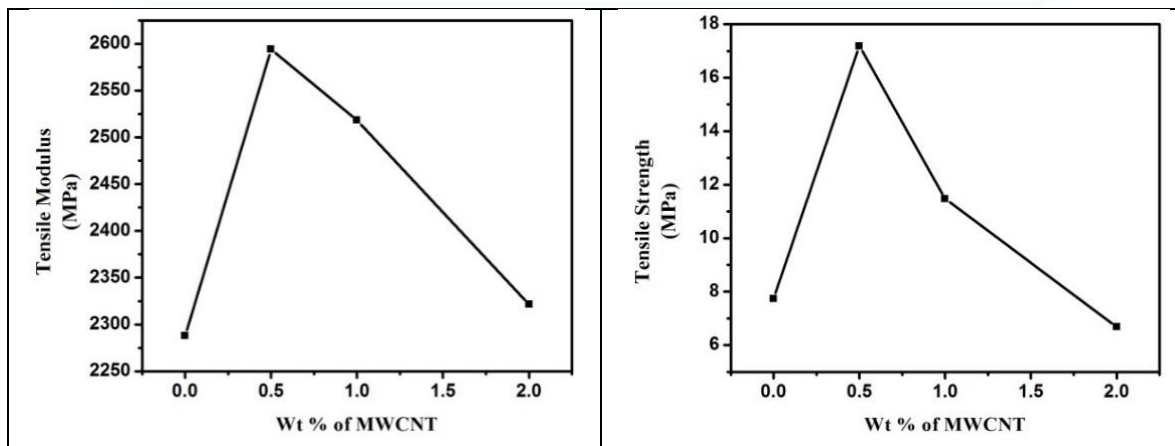 Tensile Modulus
(MPa)
2600
2550
2500
2450
2400
2350
2300
2250
0.0 0.5 1.0 1.5 2.0
Wt % of MWCNT
Tensile Strength
(MPa)
18
16
14
12
10
8
6
0.0 0.5 1.0 1.5 2.0
Wt % of MWCNT